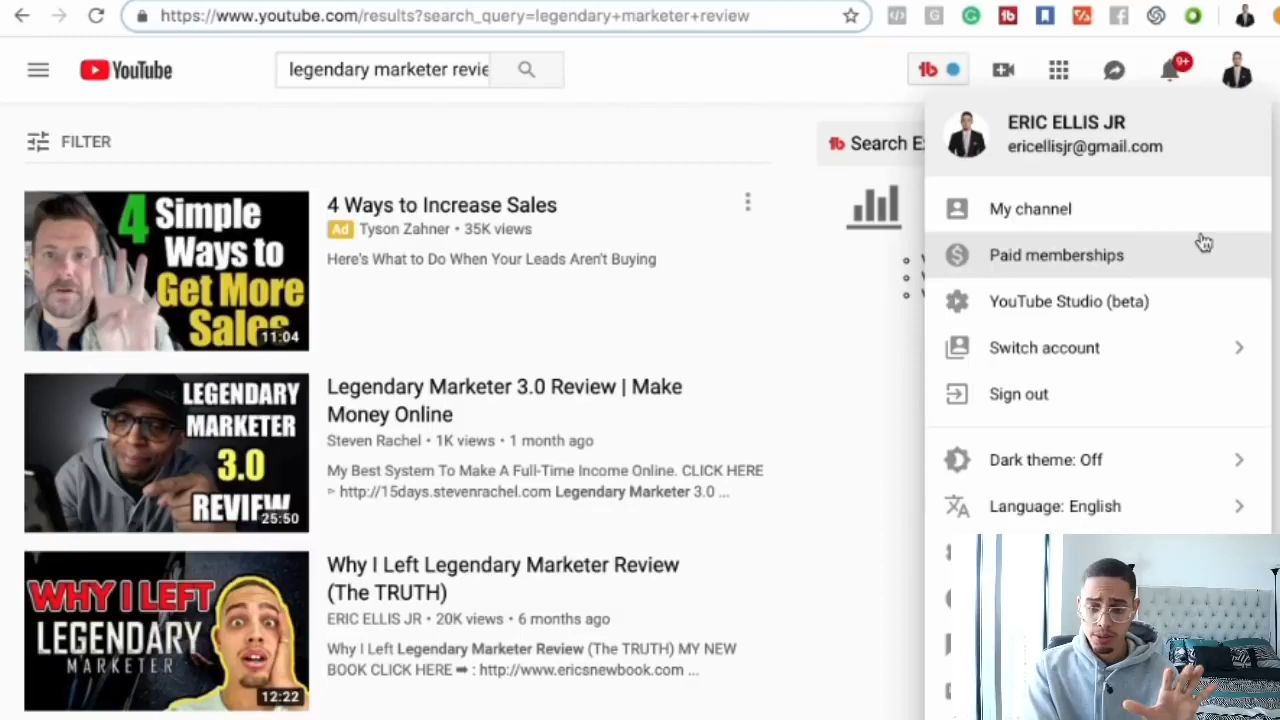 https://www.youtube.com/results?search_query=legendary+marketer+review
YouTube
legendary marketer revie
9+
FILTER
Search E
ERIC ELLIS JR
ericellisjr@gmail.com
My channel
Paid memberships
YouTube Studio (beta)
Switch account
Sign out
Dark theme: Off
Language: English
4 Simple
Ways to
Get More
Sales
11:04
4 Ways to Increase Sales
Ad Tyson Zahner • 35K views
Here's What to Do When Your Leads Aren't Buying
LEGENDARY
MARKETER
3.0
REVIEW
25:50
Legendary Marketer 3.0 Review | Make
Money Online
Steven Rachel • 1K views • 1 month ago
My Best System To Make A Full-Time Income Online. CLICK HERE
▻ http://15days.stevenrachel.com Legendary Marketer 3.0 ...
WHY I LEFT
LEGENDARY
MARKETER
12:22
Why I Left Legendary Marketer Review
(The TRUTH)
ERIC ELLIS JR • 20K views • 6 months ago
Why I Left Legendary Marketer Review (The TRUTH) MY NEW
BOOK CLICK HERE ➡ : http://www.ericsnewbook.com ...